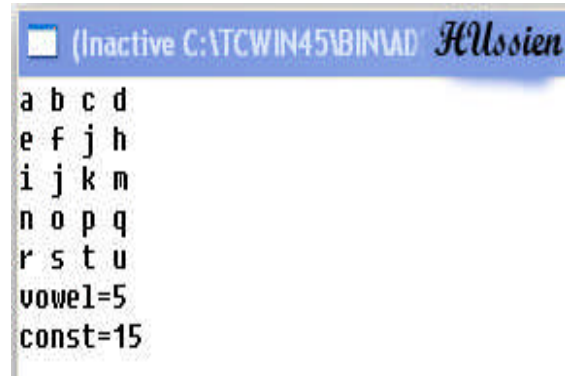 (Inactive C:\TCWIN45\BIN\AD HUssien
a b c d
e f j h
i j k m
n o p q
r s t u
vowel=5
const=15